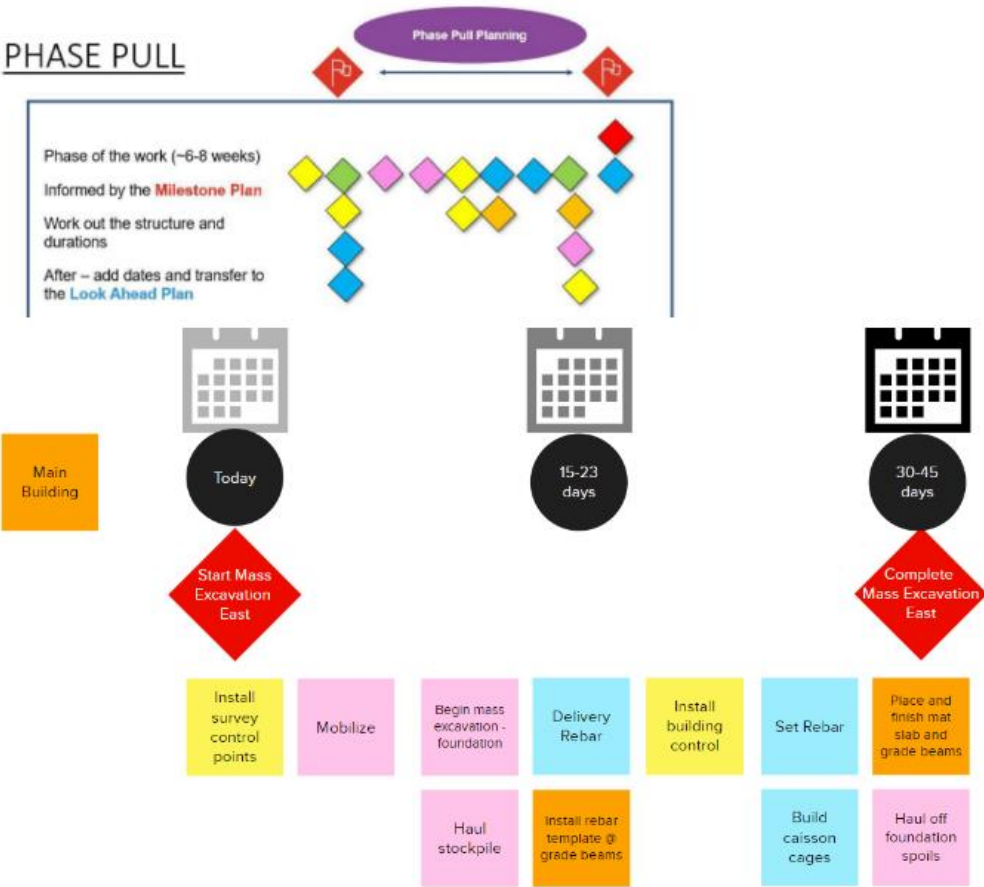 Phase Pull Planning
PHASE PULL
Phase of the work (~6-8 weeks)
Informed by the Milestone Plan
Work out the structure and
durations
After – add dates and transfer to
the Look Ahead Plan
Main
Building
Today
15-23
days
30-45
days
Start Mass
Excavation
East
Complete
Mass Excavation
East
Install
survey
control
points
Mobilize
Begin mass
excavation -
foundation
Delivery
Rebar
Install
building
control
Set Rebar
Place and
finish mat
slab and
grade beams
Haul
stockpile
Install rebar
template @
grade beams
Build
caisson
cages
Haul off
foundation
spoils